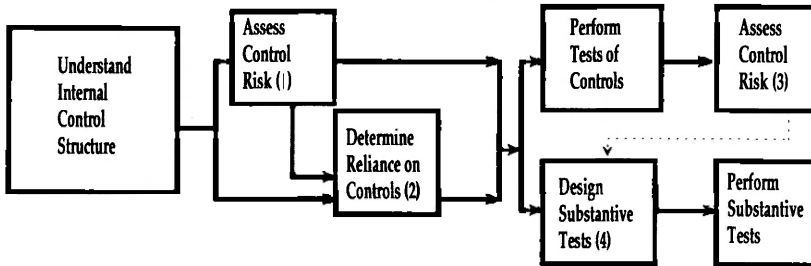 Understand
Internal
Control
Structure
Assess
Control
Risk (1)
Determine
Reliance on
Controls (2)
Perform
Tests of
Controls
Assess
Control
Risk (3)
Design
Substantive
Tests (4)
Perform
Substantive
Tests